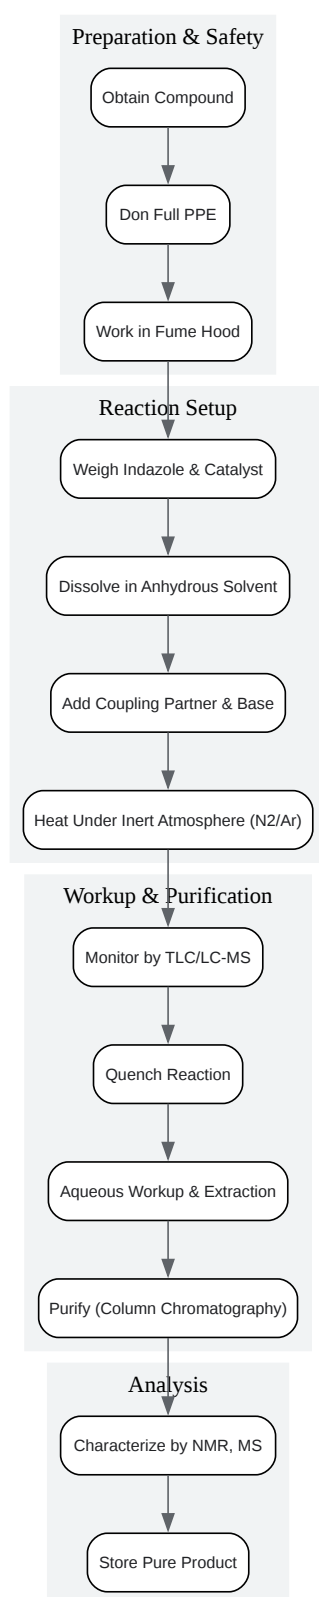 Preparation & Safety
Obtain Compound
Don Full PPE
Work in Fume Hood
Reaction Setup
Weigh Indazole & Catalyst
Dissolve in Anhydrous Solvent
Add Coupling Partner & Base
Heat Under Inert Atmosphere (N2/Ar)
Workup & Purification
Monitor by TLC/LC-MS
Quench Reaction
Aqueous Workup & Extraction
Purify (Column Chromatography)
Analysis
Characterize by NMR, MS
Store Pure Product